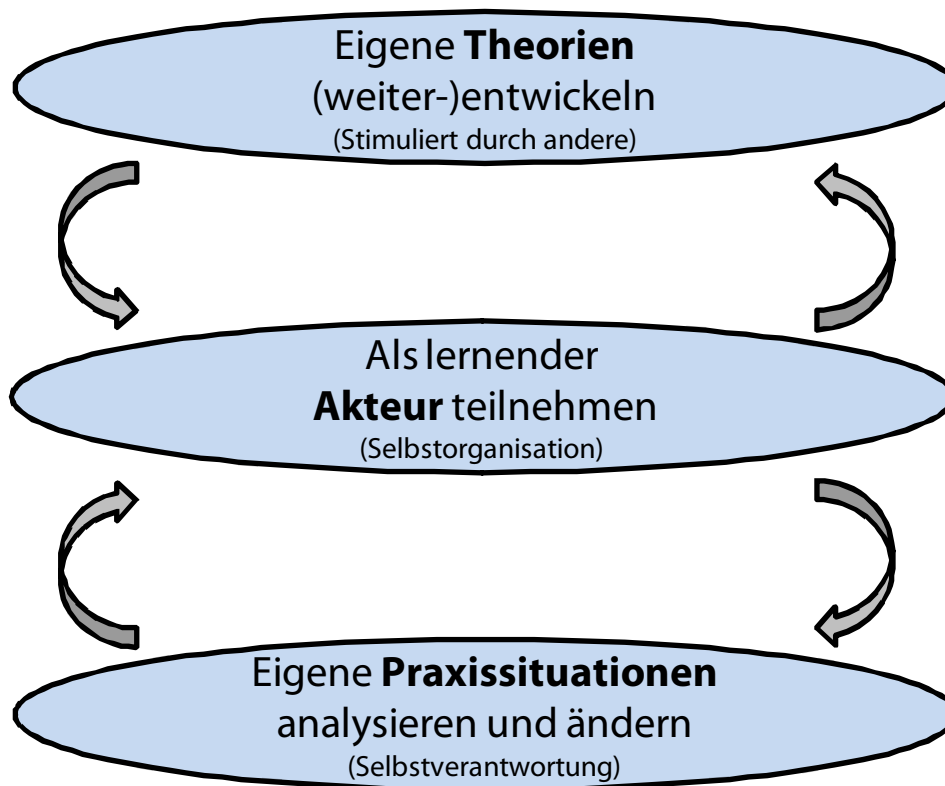 Eigene Theorien
(weiter-)entwickeln
(Stimuliert durch andere)
Als lernender
Akteur teilnehmen
(Selbstorganisation)
Eigene Praxissituationen
analysieren und ändern
(Selbstverantwortung)